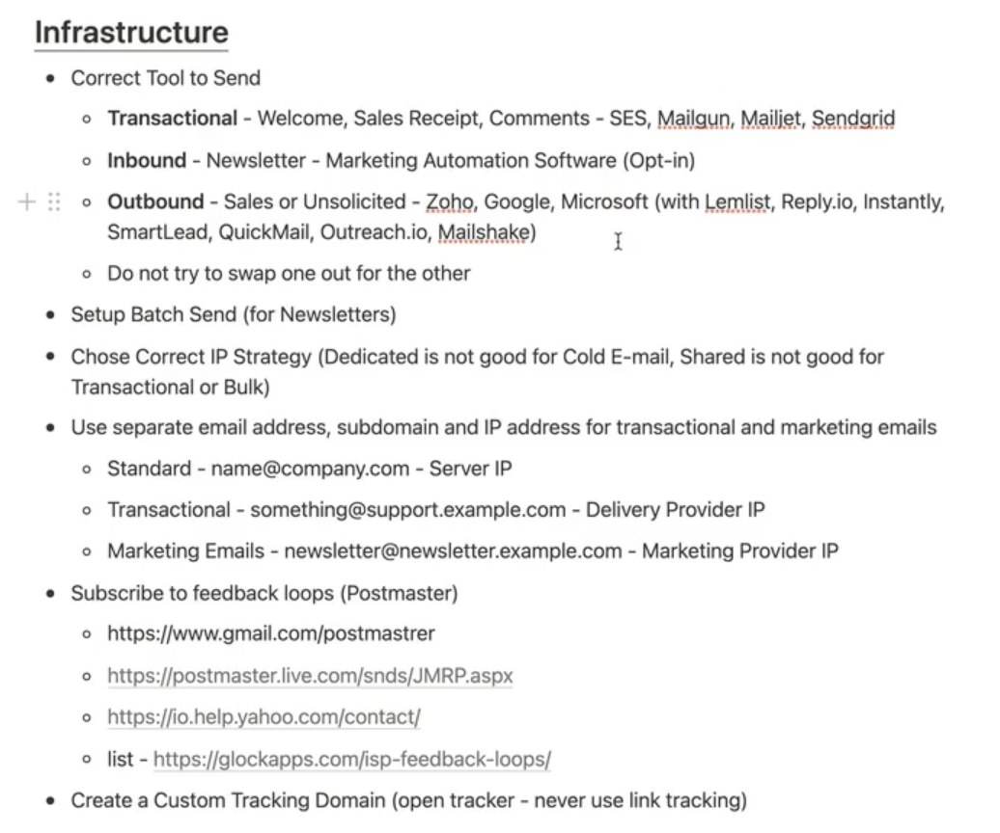 Infrastructure
• Correct Tool to Send
◦ Transactional - Welcome, Sales Receipt, Comments - SES, Mailgun, Mailjet, Sendgrid
◦ Inbound - Newsletter - Marketing Automation Software (Opt-in)
◦ Outbound - Sales or Unsolicited - Zoho, Google, Microsoft (with Lemlist, Reply.io, Instantly,
SmartLead, QuickMail, Outreach.io, Mailshake)
◦ Do not try to swap one out for the other
• Setup Batch Send (for Newsletters)
• Chose Correct IP Strategy (Dedicated is not good for Cold E-mail, Shared is not good for
Transactional or Bulk)
• Use separate email address, subdomain and IP address for transactional and marketing emails
◦ Standard - name@company.com - Server IP
◦ Transactional - something@support.example.com - Delivery Provider IP
◦ Marketing Emails - newsletter@newsletter.example.com - Marketing Provider IP
• Subscribe to feedback loops (Postmaster)
◦ https://www.gmail.com/postmastrer
◦ https://postmaster.live.com/snds/JMRP.aspx
◦ https://io.help.yahoo.com/contact/
◦ list - https://glockapps.com/isp-feedback-loops/
• Create a Custom Tracking Domain (open tracker - never use link tracking)